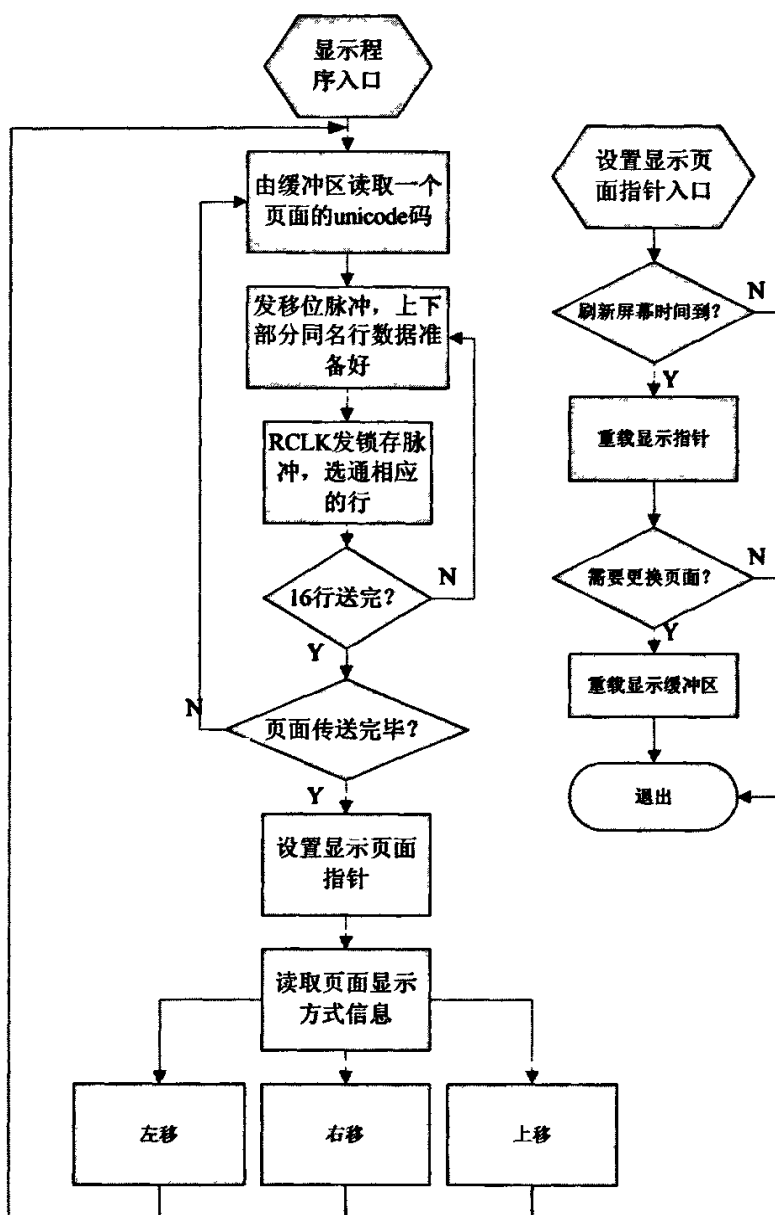 显示程
序入口
由缓冲区读取一个
页面的unicode码
发移位脉冲，上下
部分同名行数据准
备好
RCLK发锁存脉
冲，选通相应
的行
16行送完？
N
Y
页面传送完毕？
N
Y
设置显示页面
指针
读取页面显示
方式信息
左移
右移
上移
设置显示页
面指针入口
刷新屏幕时间到？
N
Y
重载显示指针
需要更换页面？
N
Y
重载显示缓冲区
退出